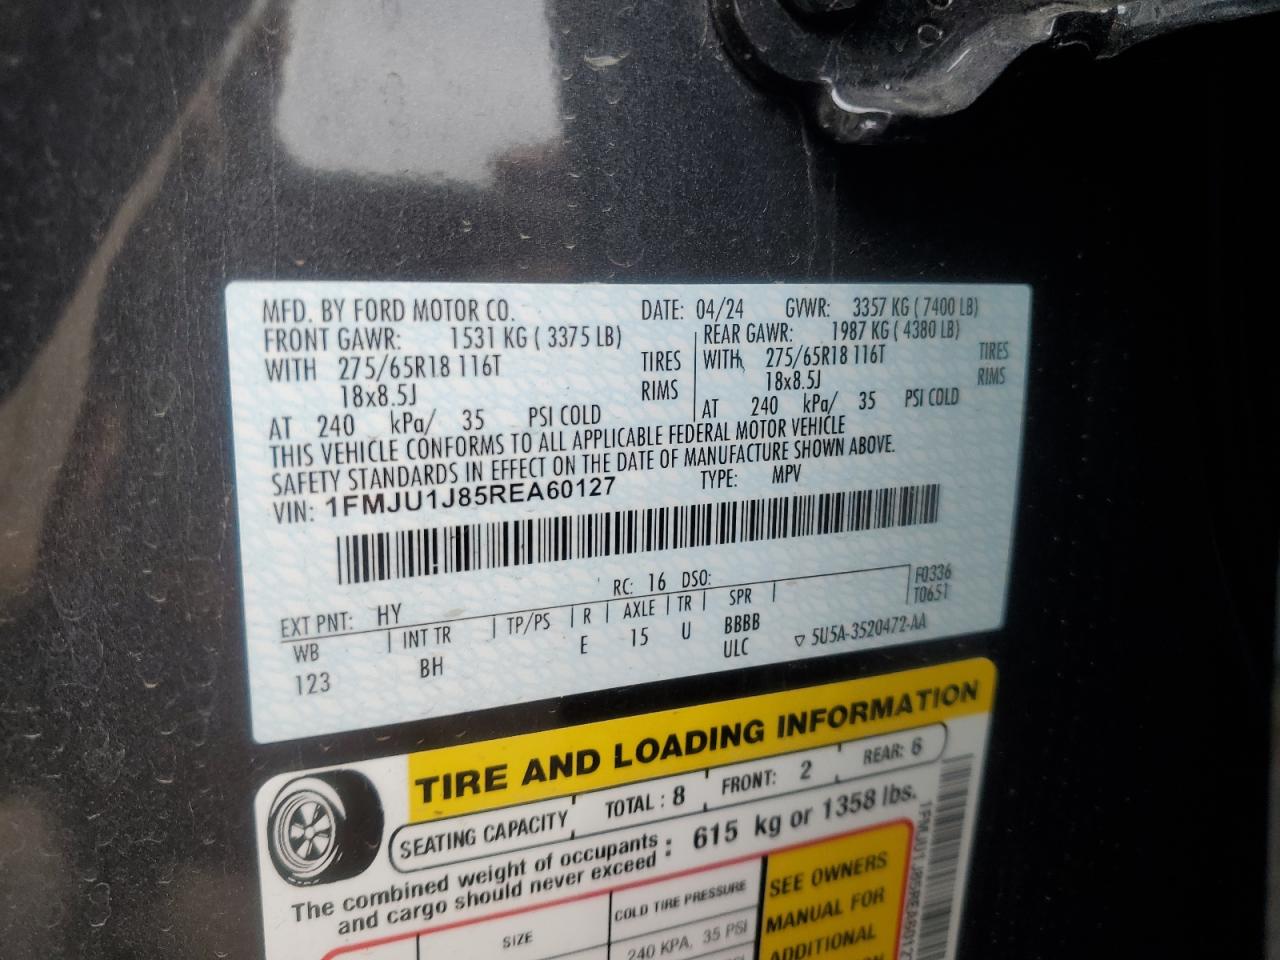 MFD. BY FORD MOTOR CO. DATE: 04/24 GVWR: 3357 KG ( 7400 LB)
FRONT GAWR: 1531 KG ( 3375 LB) REAR GAWR: 1987 KG ( 4380 LB)
WITH 275/65R18 116T TIRES WITH 275/65R18 116T TIRES
18x8.5J RIMS 18x8.5J RIMS
AT 240 kPa/ 35 PSI COLD AT 240 kPa/ 35 PSI COLD
THIS VEHICLE CONFORMS TO ALL APPLICABLE FEDERAL MOTOR VEHICLE
SAFETY STANDARDS IN EFFECT ON THE DATE OF MANUFACTURE SHOWN ABOVE.
VIN: 1FMJU1J85REA60127 TYPE: MPV
EXT PNT: HY RC: 16 DSO: F0336
WB INT TR TP/PS R AXLE TR SPR T0651
123 BH E 15 U BBBB
ULC ▽ 5U5A-3520472-AA
TIRE AND LOADING INFORMATION
SEATING CAPACITY TOTAL : 8 FRONT: 2 REAR: 6
The combined weight of occupants : 615 kg or 1358 lbs.
and cargo should never exceed
SIZE COLD TIRE PRESSURE SEE OWNERS
240 KPA, 35 PSI MANUAL FOR
ADDITIONAL